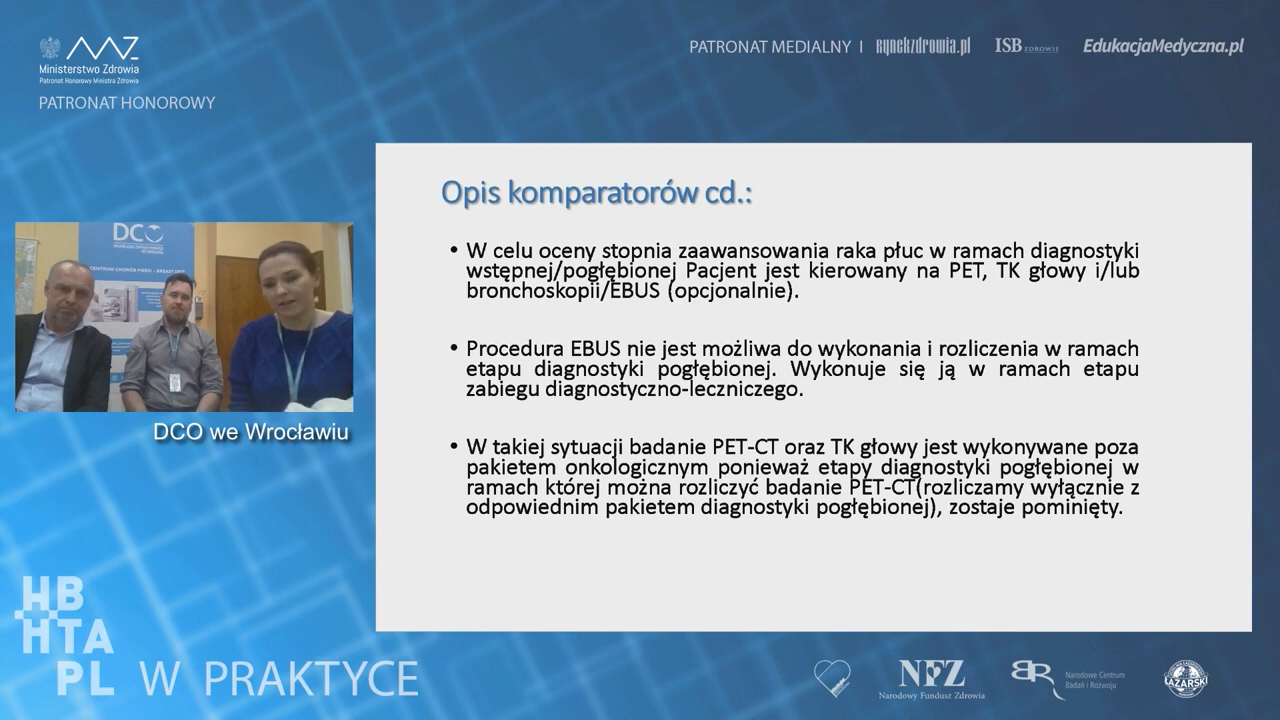 Ministerstwo Zdrowia
Patronat Honorowy Ministra Zdrowia
PATRONAT HONOROWY
PATRONAT MEDIALNY I rynekzdrowia.pl ISB ZDROWIE EdukacjaMedyczna.pl
Opis komparatorów cd.:
• W celu oceny stopnia zaawansowania raka płuc w ramach diagnostyki
wstępnej/pogłębionej Pacjent jest kierowany na PET, TK głowy i/lub
bronchoskopii/EBUS (opcjonalnie).
• Procedura EBUS nie jest możliwa do wykonania i rozliczenia w ramach
etapu diagnostyki pogłębionej. Wykonuje się ją w ramach etapu
zabiegu diagnostyczno-leczniczego.
• W takiej sytuacji badanie PET-CT oraz TK głowy jest wykonywane poza
pakietem onkologicznym ponieważ etapy diagnostyki pogłębionej w
ramach której można rozliczyć badanie PET-CT(rozliczamy wyłącznie z
odpowiednim pakietem diagnostyki pogłębionej), zostaje pominięty.
DCO
CENTRUM CHORÓB PIERSI - BREAST UNIT
DCO we Wrocławiu
HB
HTA
PL W PRAKTYCE
NFZ
Narodowy Fundusz Zdrowia
BR
Narodowe Centrum
Badań i Rozwoju
ŁAZARSKI